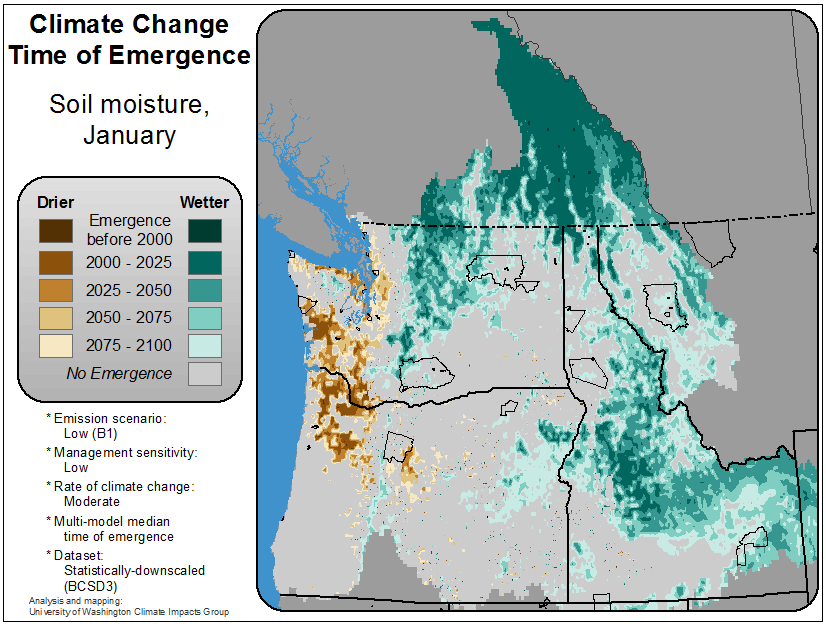 Climate Change
Time of Emergence
Soil moisture,
January
Drier Wetter
Emergence
before 2000
2000 - 2025
2025 - 2050
2050 - 2075
2075 - 2100
No Emergence
* Emission scenario:
Low (B1)
* Management sensitivity:
Low
* Rate of climate change:
Moderate
* Multi-model median
time of emergence
* Dataset:
Statistically-downscaled
(BCSD3)
Analysis and mapping:
University of Washington Climate Impacts Group